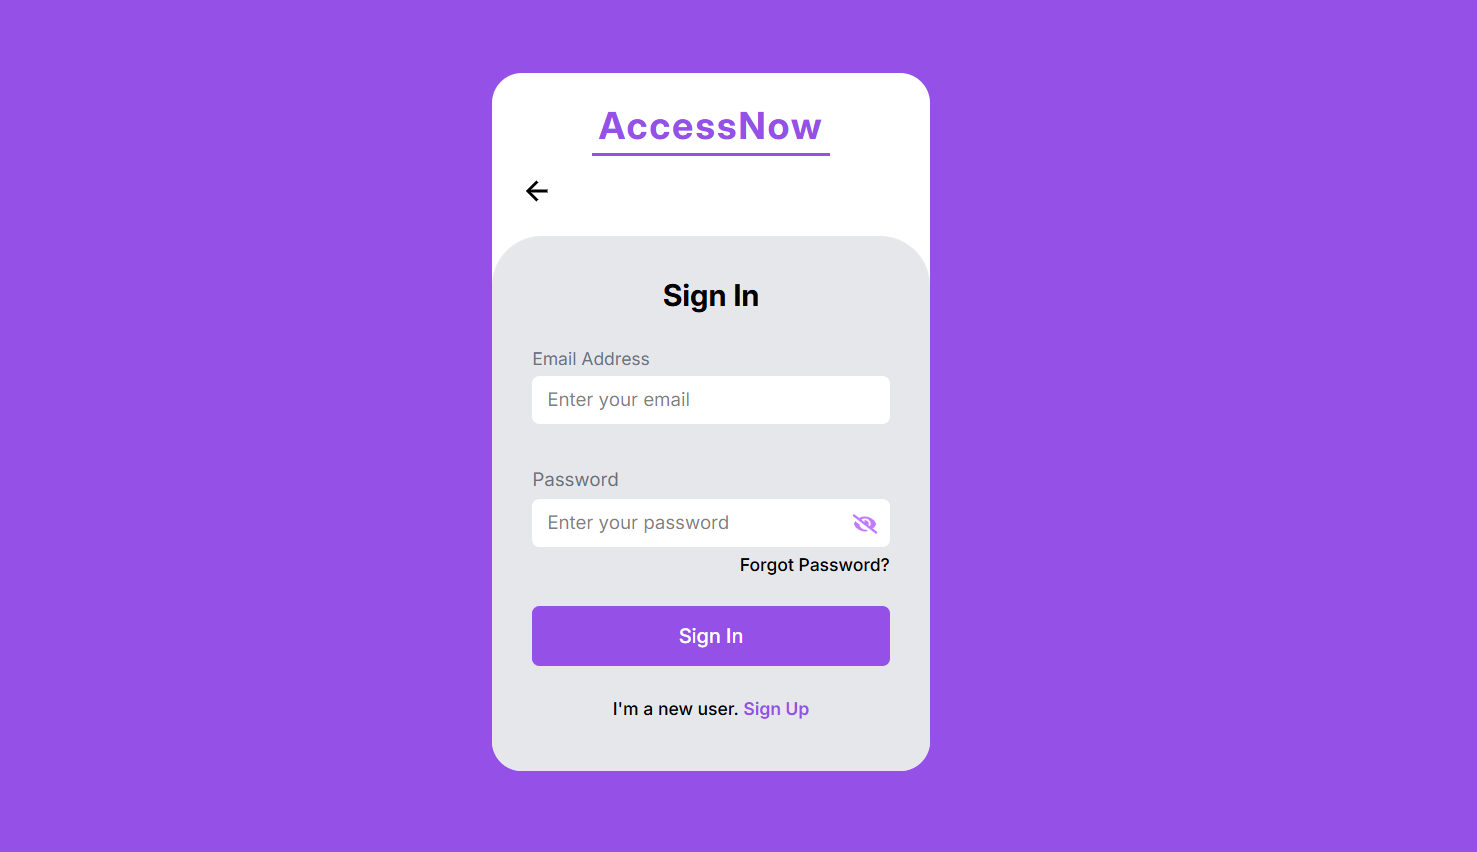 AccessNow
Sign In
Email Address
Enter your email
Password
Enter your password
Forgot Password?
Sign In
I'm a new user. Sign Up